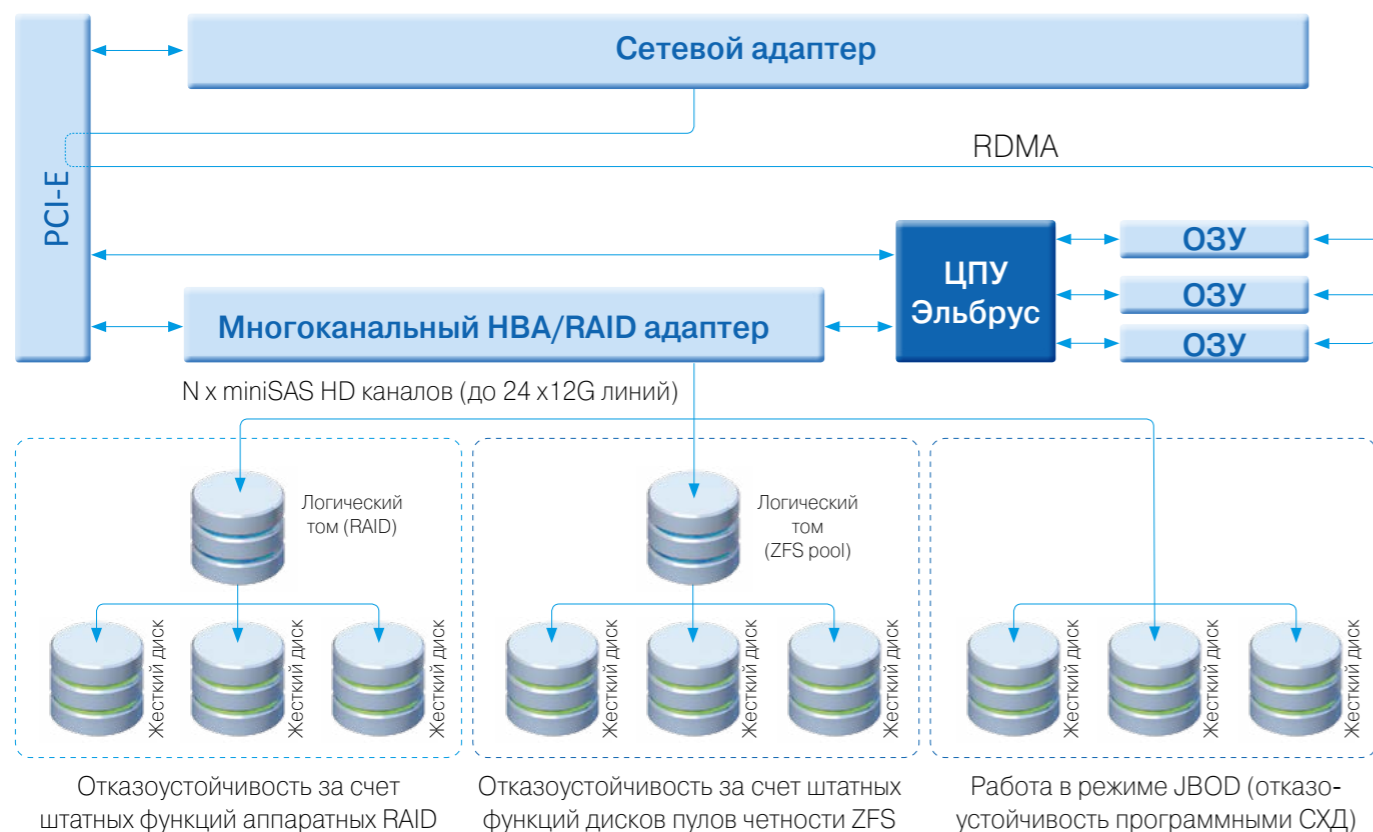 Сетевой адаптер
PCI-E
RDMA
ЦПУ
Эльбрус
ОЗУ
ОЗУ
ОЗУ
Многоканальный HBA/RAID адаптер
N x miniSAS HD каналов (до 24 x12G линий)
Логический
том (RAID)
Логический
том
(ZFS pool)
Жесткий диск
Жесткий диск
Жесткий диск
Жесткий диск
Жесткий диск
Жесткий диск
Жесткий диск
Жесткий диск
Жесткий диск
Отказоустойчивость за счет
штатных функций аппаратных RAID
Отказоустойчивость за счет штатных
функций дисков пулов четности ZFS
Работа в режиме JBOD (отказо-
устойчивость программными СХД)